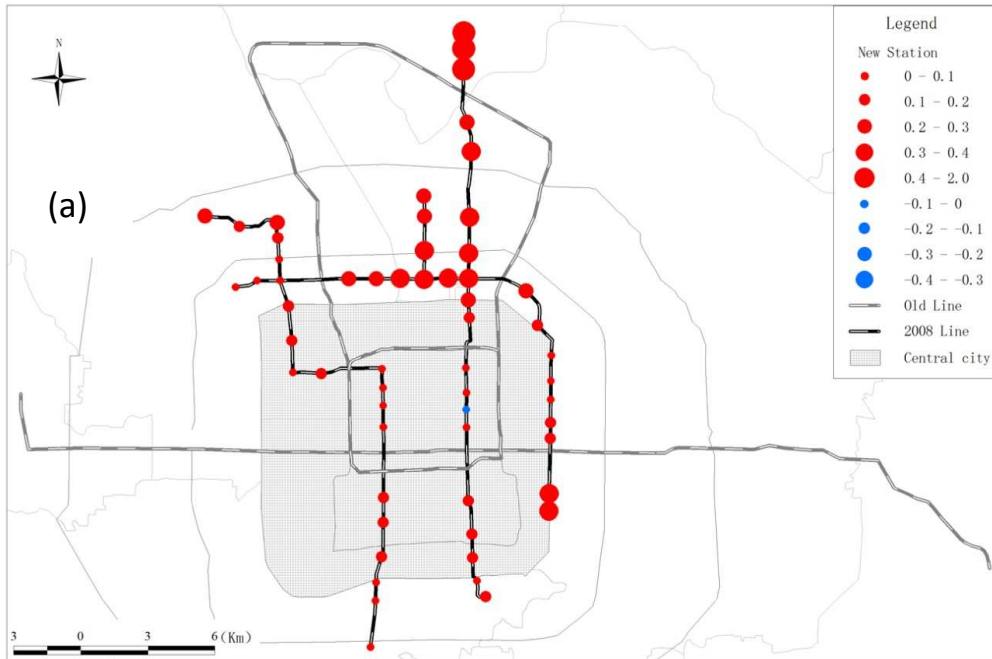 N
(a)
Legend
New Station
0 - 0.1
0.1 - 0.2
0.2 - 0.3
0.3 - 0.4
0.4 - 2.0
-0.1 - 0
-0.2 - -0.1
-0.3 - -0.2
-0.4 - -0.3
Old Line
2008 Line
Central city
3 0 3 6 (Km)